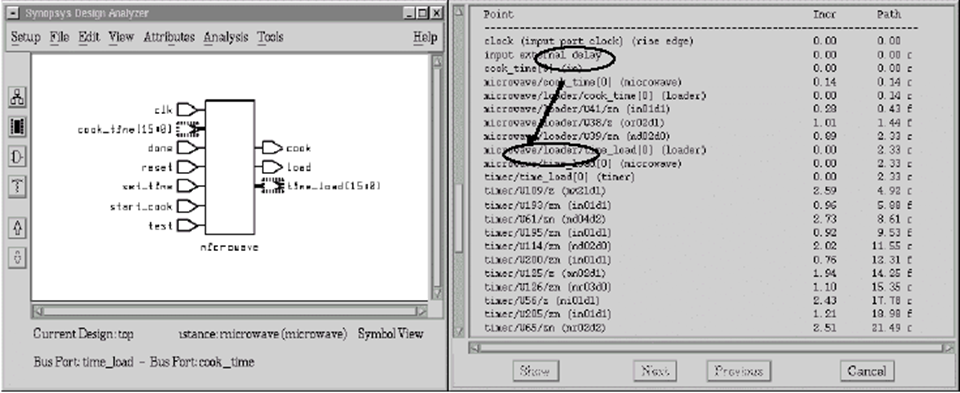 Synopsys Design Analyzer
Setup File Edit View Attributes Analysis Tools Help
clk
cook_time[15:0]
done
reset
set_time
start_cook
test
cook
load
time_load[15:0]
microwave
Current Design: top ıstance: microwave (microwave) Symbol View
Bus Port: time_load - Bus Port: cook_time
Point Incr Path
clock (input port clock) (rise edge) 0.00 0.00
input external delay 0.00 0.00 r
cook_time[0] (in) 0.00 0.00 r
microwave/cook_time[0] (microwave) 0.14 0.14 r
microwave/loader/cook_time[0] (loader) 0.00 0.14 r
microwave/loader/U41/zn (in01d1) 0.28 0.43 f
microwave/loader/U38/z (or02d1) 1.01 1.44 f
microwave/loader/U39/zn (nd02d0) 0.89 2.33 r
microwave/loader/time_load[0] (loader) 0.00 2.33 r
microwave/time_load[0] (microwave) 0.00 2.33 r
timer/time_load[0] (timer) 0.00 2.33 r
timer/U109/z (mx21d1) 2.59 4.92 r
timer/U193/zn (in01d1) 0.96 5.88 f
timer/U61/zn (nd04d2) 2.73 8.61 r
timer/U195/zn (in01d1) 0.92 9.53 f
timer/U114/zn (nd02d0) 2.02 11.55 r
timer/U200/zn (in01d1) 0.76 12.31 f
timer/U125/z (an02d1) 1.94 14.25 f
timer/U126/zn (nr03d0) 1.10 15.35 r
timer/U56/z (ni01d1) 2.43 17.78 r
timer/U205/zn (in01d1) 1.21 18.98 f
timer/U65/zn (nr02d2) 2.51 21.49 r
Show Next Previous Cancel